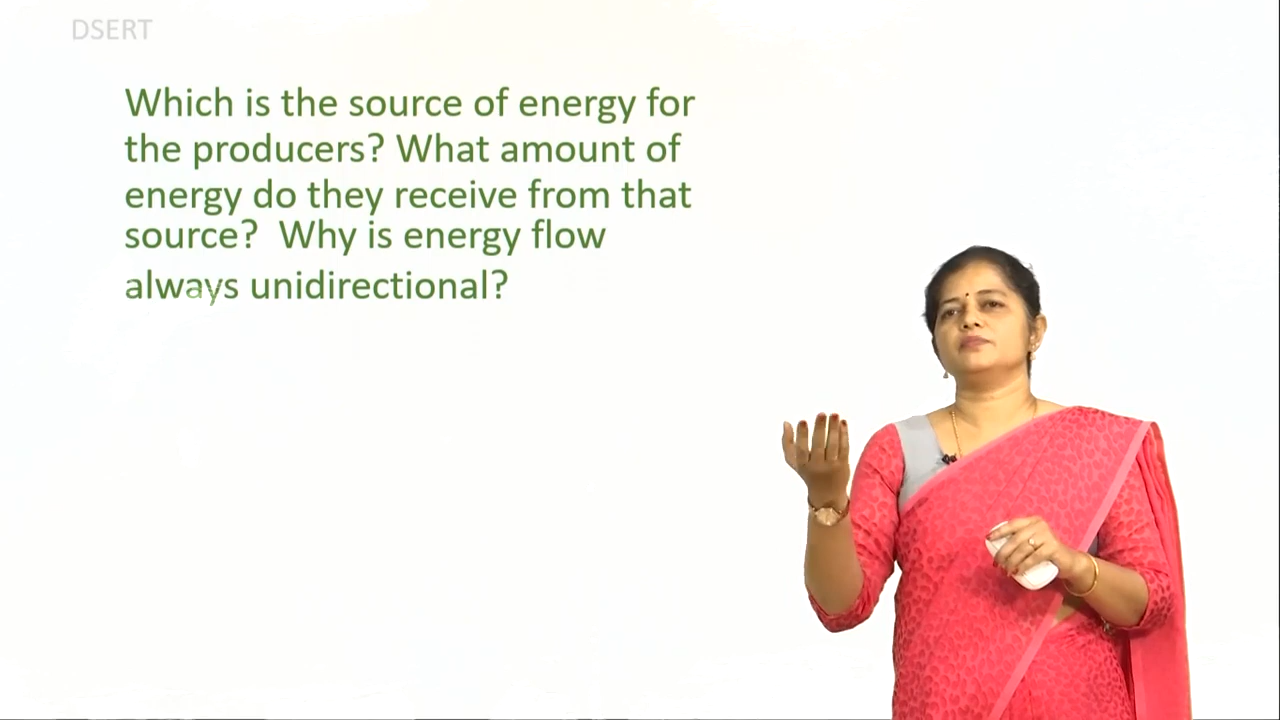 DSERT
Which is the source of energy for
the producers? What amount of
energy do they receive from that
source? Why is energy flow
always unidirectional?